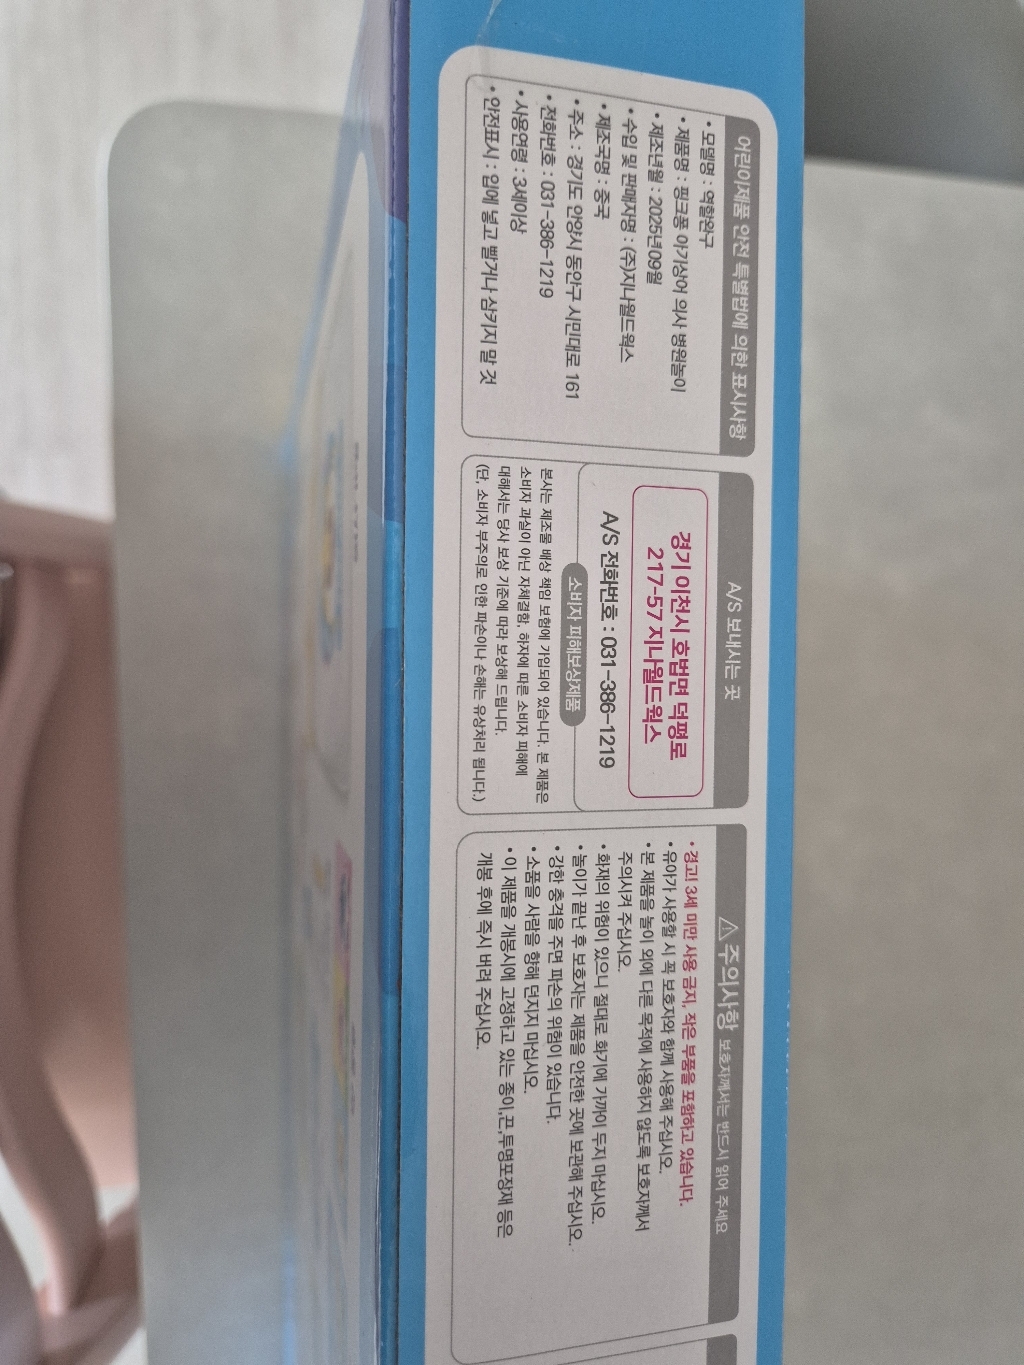 어린이제품 안전 특별법에 의한 표시사항
• 모델명 : 역할완구
• 제품명 : 핑크퐁 아기상어 의사 병원놀이
• 제조년월 : 2025년09월
• 수입 및 판매자명 : (주)지나월드웍스
• 제조국명 : 중국
• 주소 : 경기도 안양시 동안구 시민대로 161
• 전화번호 : 031-386-1219
• 사용연령 : 3세이상
• 안전표시 : 입에 넣고 빨거나 삼키지 말 것
A/S 보내시는 곳
경기 이천시 호법면 덕평로
217-57 지나월드웍스
A/S 전화번호 : 031-386-1219
소비자 피해보상제품
본사는 제조물 배상 책임 보험에 가입되어 있습니다. 본 제품은
소비자 과실이 아닌 자체결함, 하자에 따른 소비자 피해에
대해서는 당사 보상 기준에 따라 보상해 드립니다.
(단, 소비자 부주의로 인한 파손이나 손해는 유상처리 됩니다.)
⚠주의사항 보호자께서는 반드시 읽어 주세요
• 경고! 3세 미만 사용 금지, 작은 부품을 포함하고 있습니다.
• 유아가 사용할 시 꼭 보호자와 함께 사용해 주십시오.
• 본 제품을 놀이 외에 다른 목적에 사용하지 않도록 보호자께서
주의시켜 주십시오.
• 화재의 위험이 있으니 절대로 화기에 가까이 두지 마십시오.
• 놀이가 끝난 후 보호자는 제품을 안전한 곳에 보관해 주십시오.
• 강한 충격을 주면 파손의 위험이 있습니다.
• 소품을 사람을 향해 던지지 마십시오.
• 이 제품을 개봉시에 고정하고 있는 종이,끈,투명포장재 등은
개봉 후에 즉시 버려 주십시오.